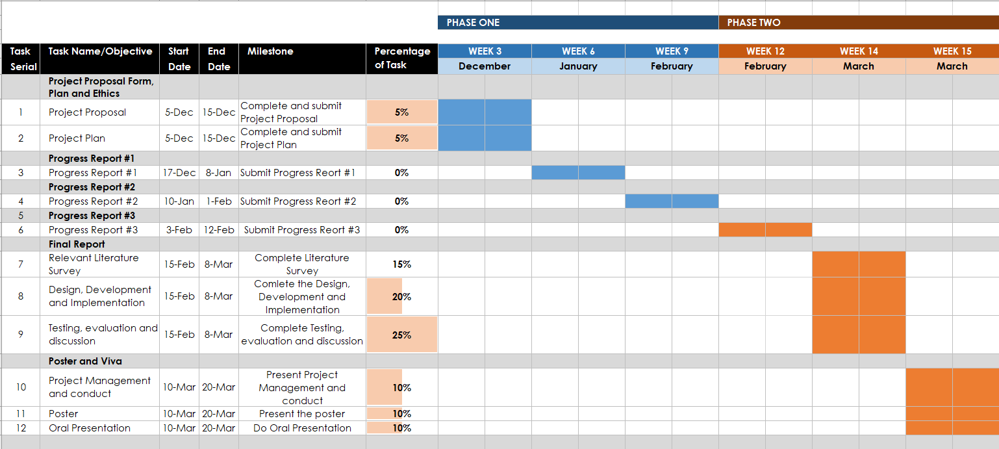 PHASE ONE PHASE TWO
Task Serial Task Name/Objective Start Date End Date Milestone Percentage of Task WEEK 3 WEEK 6 WEEK 9 WEEK 12 WEEK 14 WEEK 15
December January February February March March
Project Proposal Form, Plan and Ethics
1 Project Proposal 5-Dec 15-Dec Complete and submit Project Proposal 5%
2 Project Plan 5-Dec 15-Dec Complete and submit Project Plan 5%
Progress Report #1
3 Progress Report #1 17-Dec 8-Jan Submit Progress Reort #1 0%
Progress Report #2
4 Progress Report #2 10-Jan 1-Feb Submit Progress Reort #2 0%
5 Progress Report #3
6 Progress Report #3 3-Feb 12-Feb Submit Progress Reort #3 0%
Final Report
7 Relevant Literature Survey 15-Feb 8-Mar Complete Literature Survey 15%
8 Design, Development and Implementation 15-Feb 8-Mar Comlete the Design, Development and Implementation 20%
9 Testing, evaluation and discussion 15-Feb 8-Mar Complete Testing, evaluation and discussion 25%
Poster and Viva
10 Project Management and conduct 10-Mar 20-Mar Present Project Management and conduct 10%
11 Poster 10-Mar 20-Mar Present the poster 10%
12 Oral Presentation 10-Mar 20-Mar Do Oral Presentation 10%